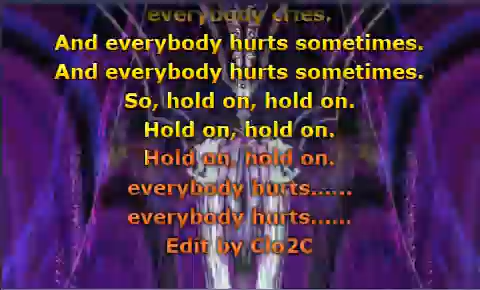 everybody cries.
And everybody hurts sometimes.
And everybody hurts sometimes.
So, hold on, hold on.
Hold on, hold on.
Hold on, hold on.
everybody hurts......
everybody hurts......
Edit by Clo2C